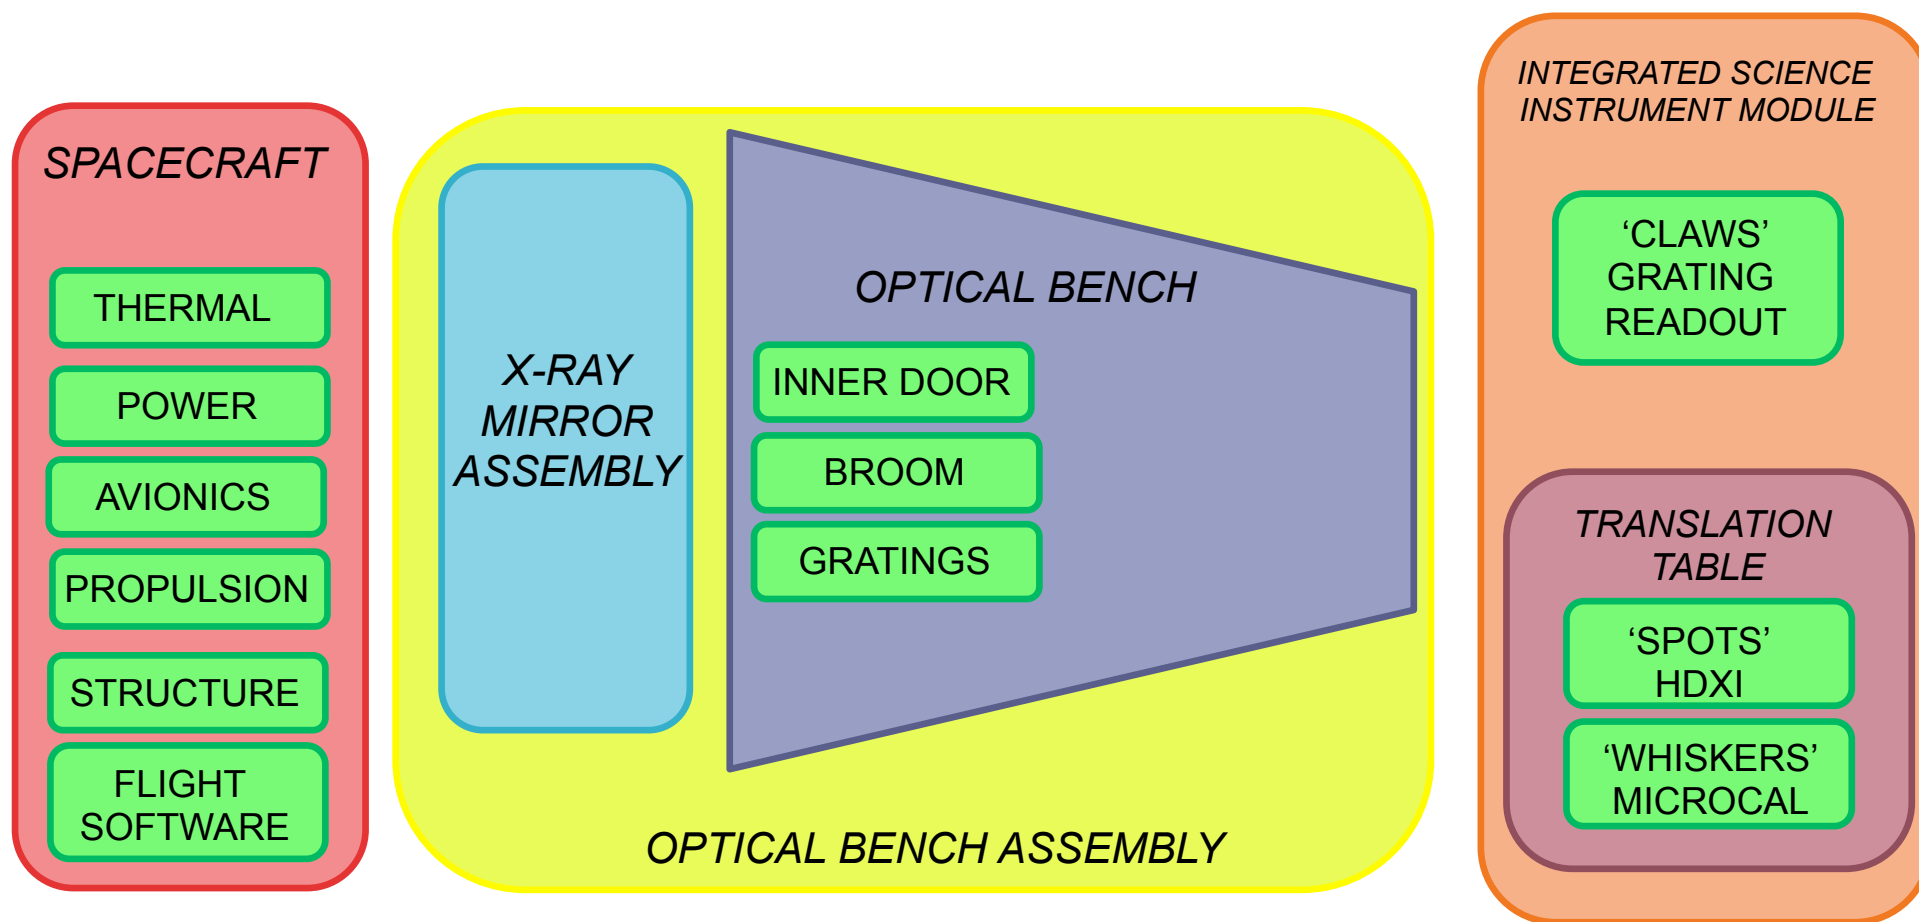 SPACECRAFT
THERMAL
POWER
AVIONICS
PROPULSION
STRUCTURE
FLIGHT
SOFTWARE
X-RAY
MIRROR
ASSEMBLY
OPTICAL BENCH
INNER DOOR
BROOM
GRATINGS
OPTICAL BENCH ASSEMBLY
INTEGRATED SCIENCE
INSTRUMENT MODULE
‘CLAWS’
GRATING
READOUT
TRANSLATION
TABLE
‘SPOTS’
HDXI
‘WHISKERS’
MICROCAL